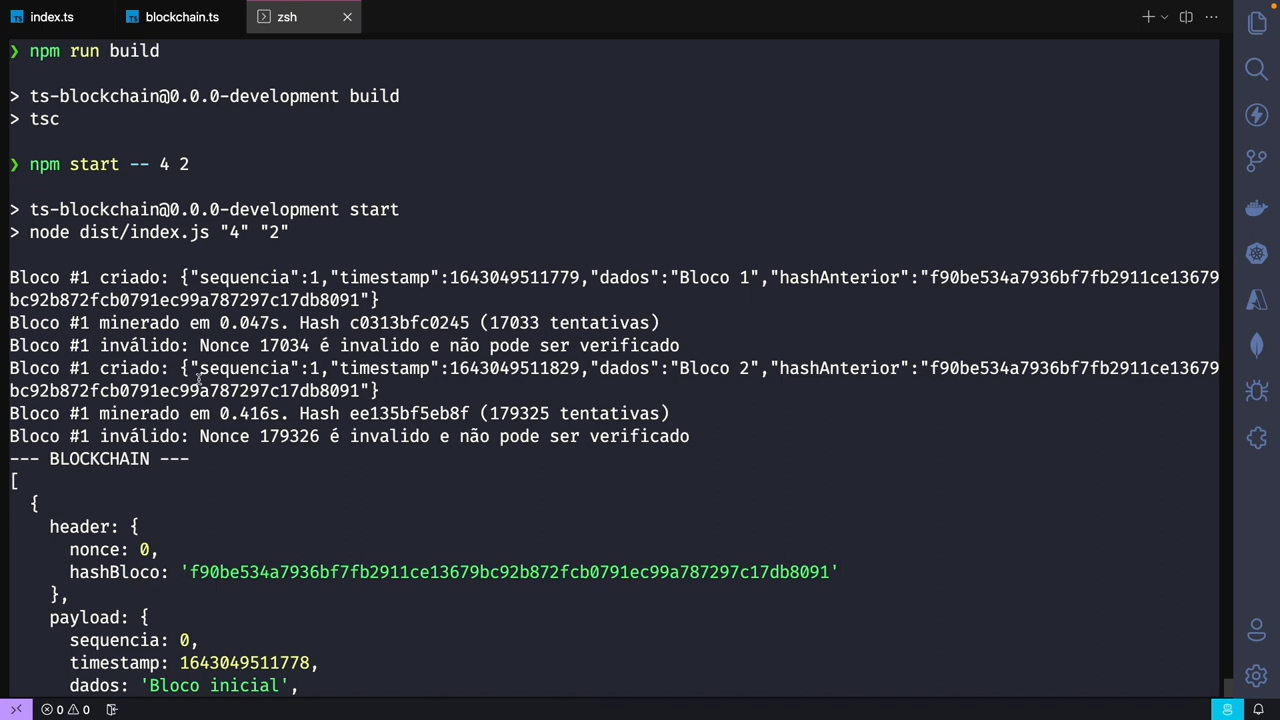 index.ts
blockchain.ts
zsh
❯ npm run build
> ts-blockchain@0.0.0-development build
> tsc
❯ npm start -- 4 2
> ts-blockchain@0.0.0-development start
> node dist/index.js "4" "2"
Bloco #1 criado: {"sequencia":1,"timestamp":1643049511779,"dados":"Bloco 1","hashAnterior":"f90be534a7936bf7fb2911ce13679
bc92b872fcb0791ec99a787297c17db8091"}
Bloco #1 minerado em 0.047s. Hash c0313bfc0245 (17033 tentativas)
Bloco #1 inválido: Nonce 17034 é invalido e não pode ser verificado
Bloco #1 criado: {"sequencia":1,"timestamp":1643049511829,"dados":"Bloco 2","hashAnterior":"f90be534a7936bf7fb2911ce13679
bc92b872fcb0791ec99a787297c17db8091"}
Bloco #1 minerado em 0.416s. Hash ee135bf5eb8f (179325 tentativas)
Bloco #1 inválido: Nonce 179326 é invalido e não pode ser verificado
--- BLOCKCHAIN ---
[
{
header: {
nonce: 0,
hashBloco: 'f90be534a7936bf7fb2911ce13679bc92b872fcb0791ec99a787297c17db8091'
},
payload: {
sequencia: 0,
timestamp: 1643049511778,
dados: 'Bloco inicial',
0 0